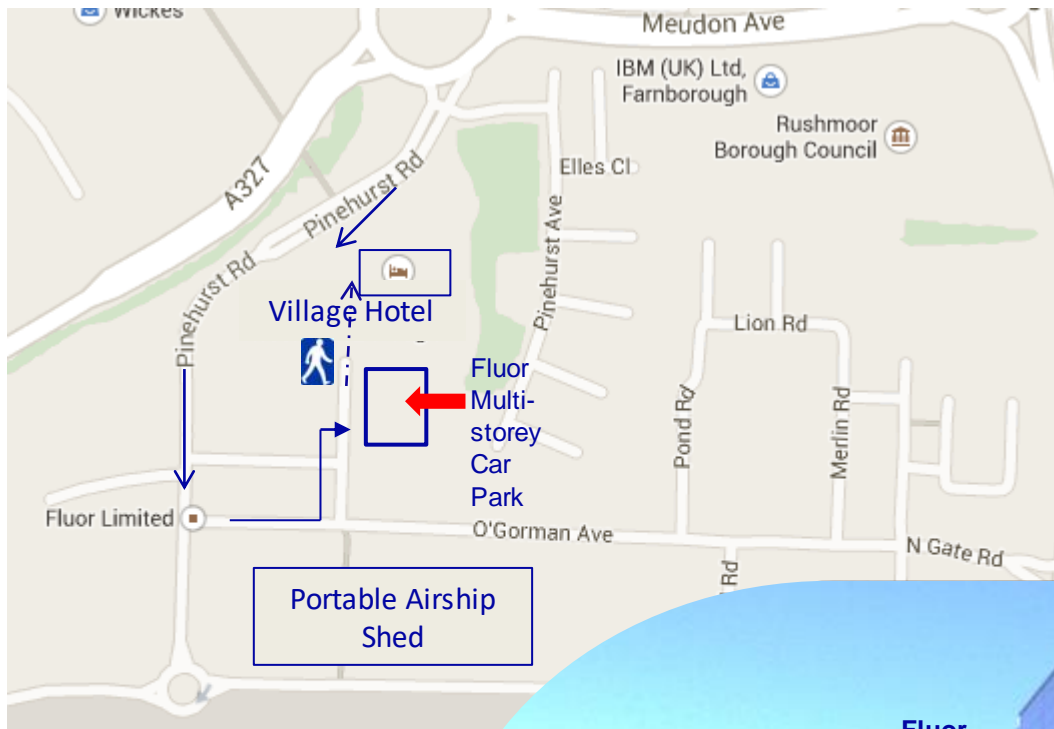 Wickes
Meudon Ave
IBM (UK) Ltd,
Farnborough
Rushmoor
Borough Council
A327
Pinehurst Rd
Elles Cl
Pinehurst Ave
Pinehurst Rd
Village Hotel
Lion Rd
Fluor
Multi-
storey
Car
Park
Pond Rd
Merlin Rd
Fluor Limited
O'Gorman Ave
N Gate Rd
Rd
Portable Airship
Shed
Fluor